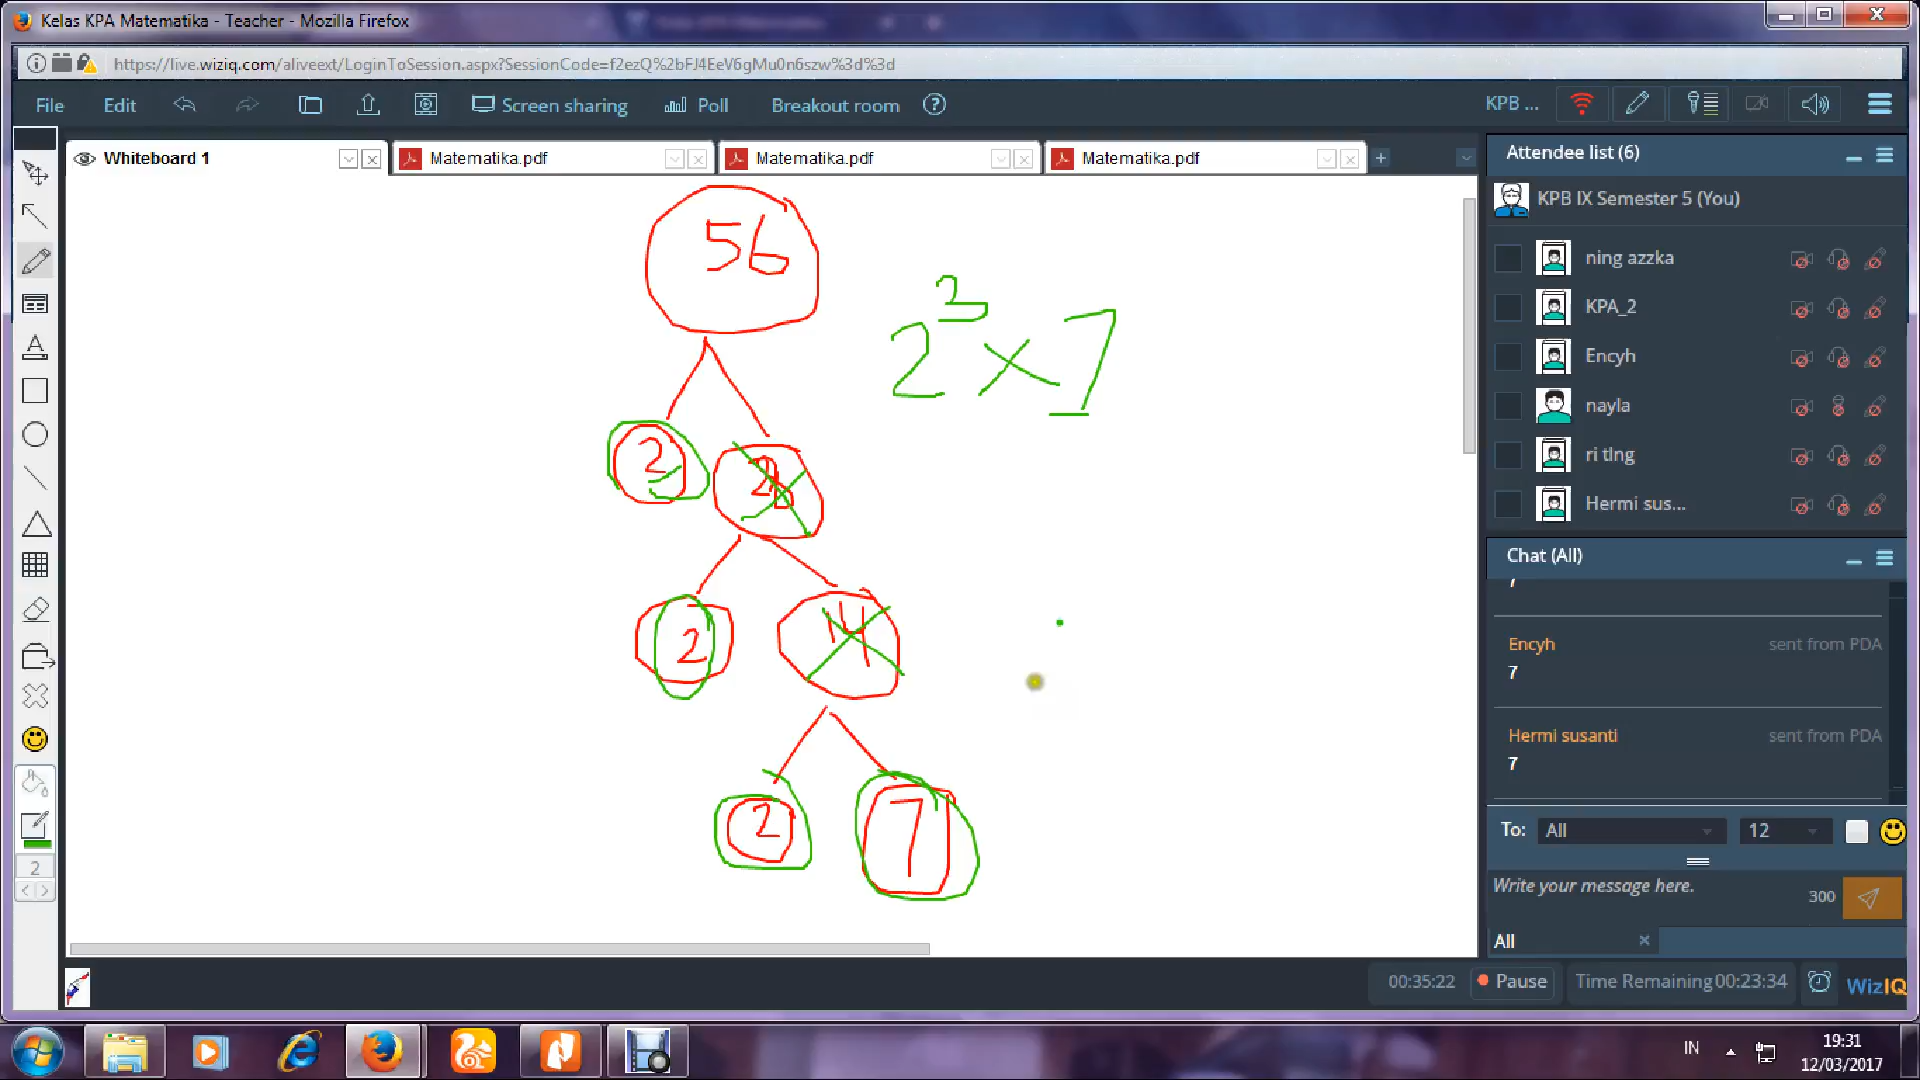 Kelas KPA Matematika - Teacher - Mozilla Firefox
https://live.wiziq.com/aliveext/LoginToSession.aspx?SessionCode=f2ezQ%2bFJ4EeV6gMu0n6szw%3d%3d
File Edit Screen sharing Poll Breakout room ? KPB ...
Whiteboard 1 Matematika.pdf Matematika.pdf Matematika.pdf +
56
2³×7
2
2 14
2 7
2
Attendee list (6)
KPB IX Semester 5 (You)
ning azzka
KPA_2
Encyh
nayla
ri tlng
Hermi sus...
Chat (All)
7
Encyh sent from PDA
7
Hermi susanti sent from PDA
7
To: All 12
Write your message here. 300
All
00:35:22 Pause Time Remaining 00:23:34 WizIQ
IN 19:31
12/03/2017